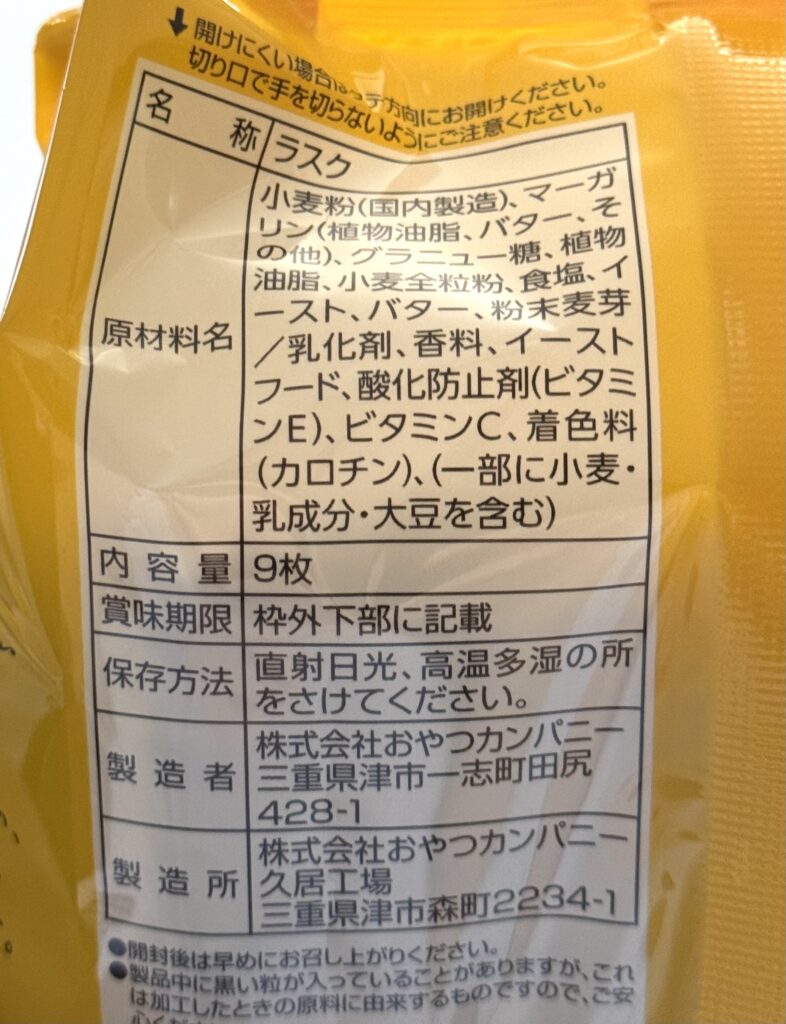 ↓開けにくい場合は 方向にお開けください。
切り口で手を切らないようにご注意ください。
名称 ラスク
原材料名
小麦粉(国内製造)、マーガ
リン(植物油脂、バター、そ
の他)、グラニュー糖、植物
油脂、小麦全粒粉、食塩、イ
ースト、バター、粉末麦芽
/乳化剤、香料、イースト
フード、酸化防止剤(ビタミ
ンE)、ビタミンC、着色料
(カロチン)、(一部に小麦・
乳成分・大豆を含む)
内容量 9枚
賞味期限 枠外下部に記載
保存方法
直射日光、高温多湿の所
をさけてください。
製造者
株式会社おやつカンパニー
三重県津市一志町田尻
428-1
製造所
株式会社おやつカンパニー
久居工場
三重県津市森町2234-1
●開封後は早めにお召し上がりください。
●製品中に黒い粒が入っていることがありますが、これ
は加工したときの原料に由来するものですので、ご安